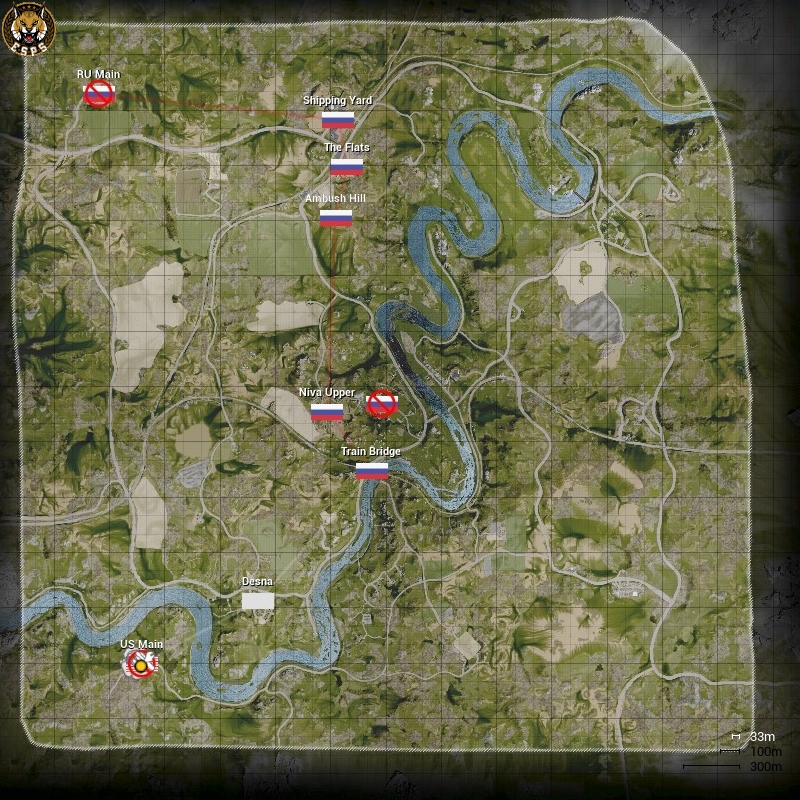 E.S.P.S
RU Main
Shipping Yard
The Flats
Ambush Hill
Niva Upper
Train Bridge
Desna
US Main
33m
100m
300m